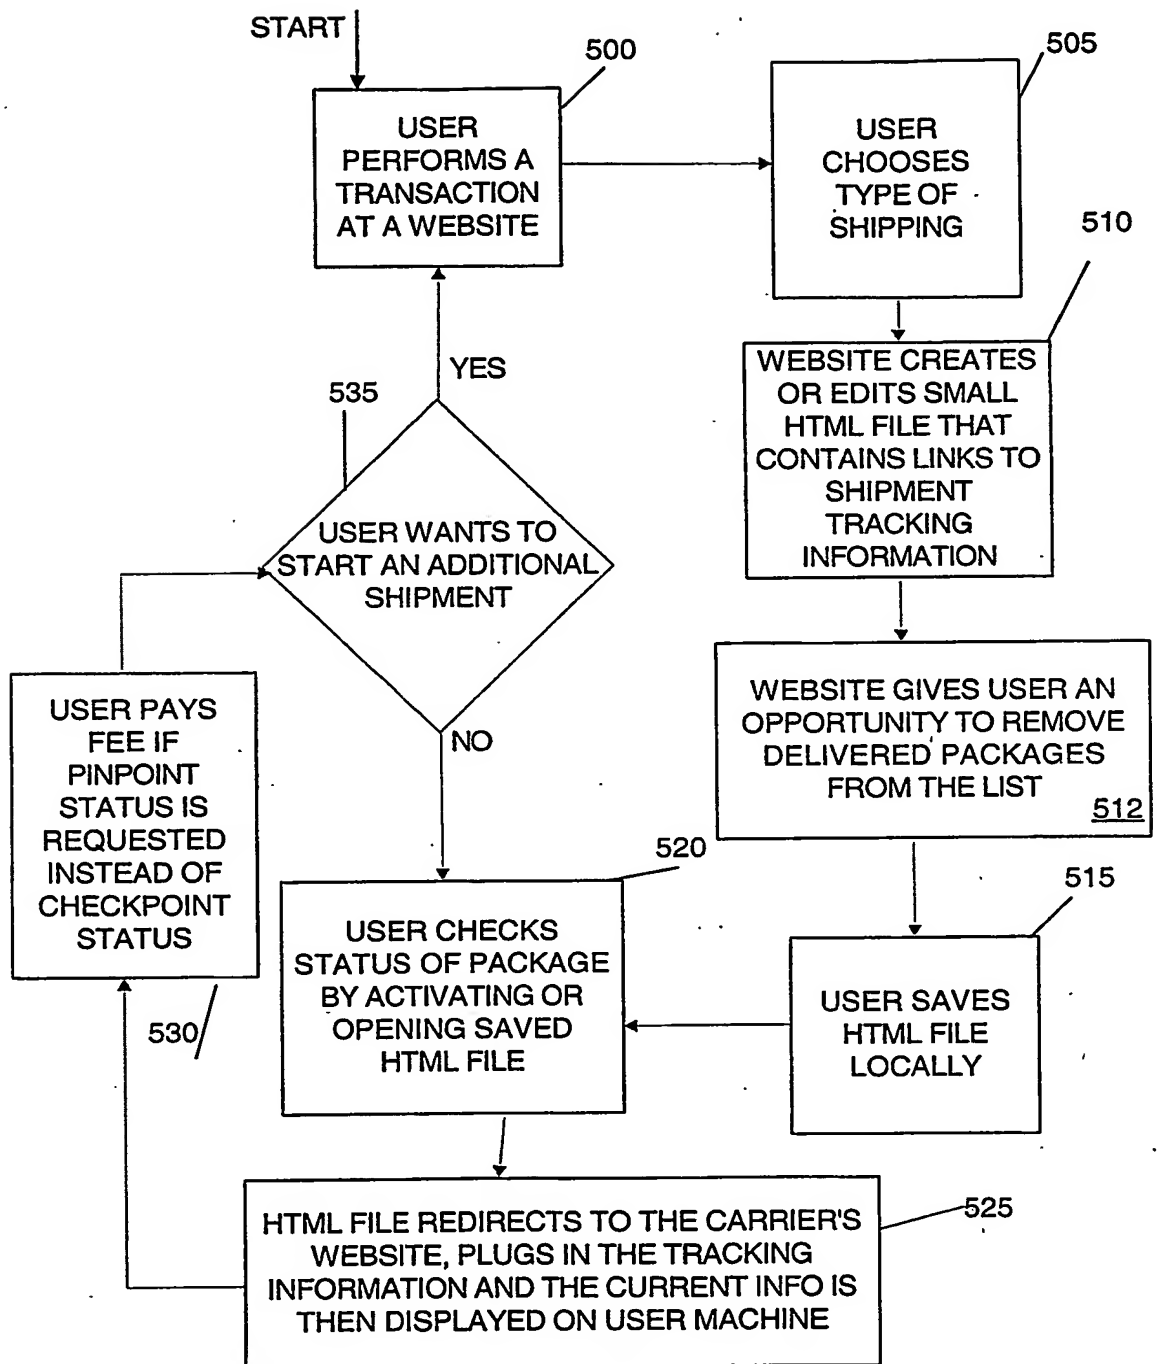 START
500
USER
PERFORMS A
TRANSACTION
AT A WEBSITE
505
USER
CHOOSES
TYPE OF
SHIPPING
510
WEBSITE CREATES
OR EDITS SMALL
HTML FILE THAT
CONTAINS LINKS TO
SHIPMENT
TRACKING
INFORMATION
YES
535
USER WANTS TO
START AN ADDITIONAL
SHIPMENT
NO
WEBSITE GIVES USER AN
OPPORTUNITY TO REMOVE
DELIVERED PACKAGES
FROM THE LIST
512
USER PAYS
FEE IF
PINPOINT
STATUS IS
REQUESTED
INSTEAD OF
CHECKPOINT
STATUS
530
520
USER CHECKS
STATUS OF PACKAGE
BY ACTIVATING OR
OPENING SAVED
HTML FILE
515
USER SAVES
HTML FILE
LOCALLY
525
HTML FILE REDIRECTS TO THE CARRIER'S
WEBSITE, PLUGS IN THE TRACKING
INFORMATION AND THE CURRENT INFO IS
THEN DISPLAYED ON USER MACHINE